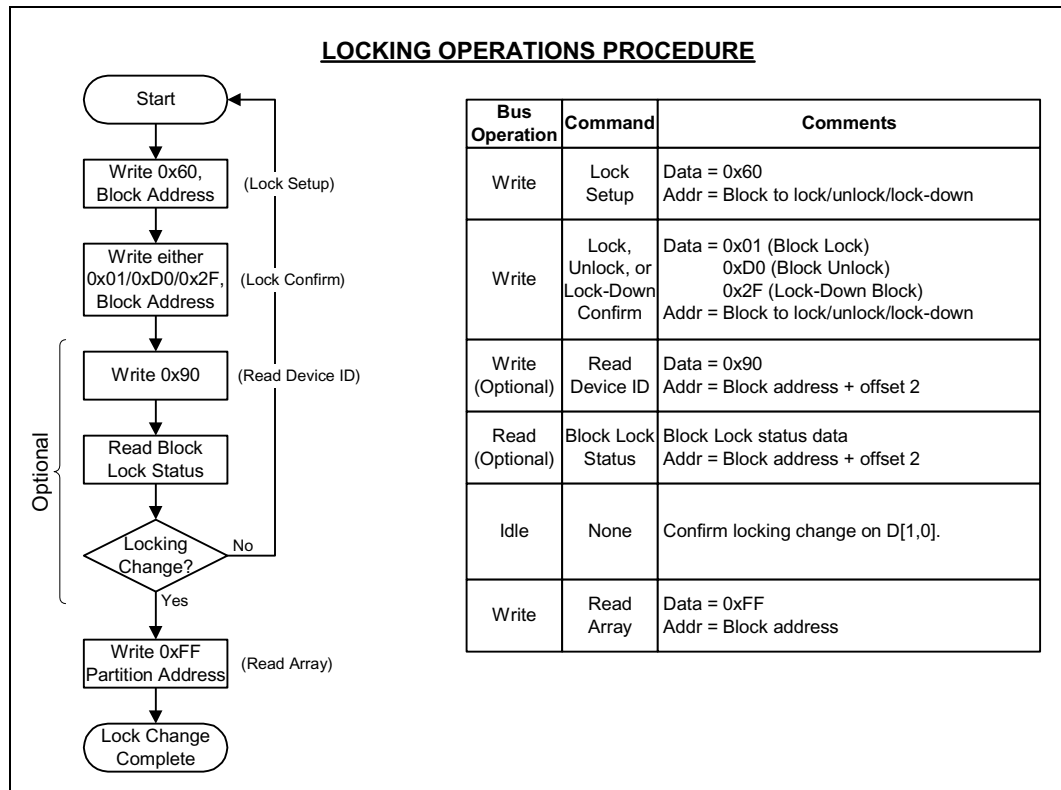 LOCKING OPERATIONS PROCEDURE
Start
Write 0x60,
Block Address
(Lock Setup)
Write either
0x01/0xD0/0x2F,
Block Address
(Lock Confirm)
Optional
Write 0x90
(Read Device ID)
Read Block
Lock Status
Locking
Change?
No
Yes
Write 0xFF
Partition Address
(Read Array)
Lock Change
Complete
Bus
Operation
Command
Comments
Write
Lock
Setup
Data = 0x60
Addr = Block to lock/unlock/lock-down
Write
Lock,
Unlock, or
Lock-Down
Confirm
Data = 0x01 (Block Lock)
0xD0 (Block Unlock)
0x2F (Lock-Down Block)
Addr = Block to lock/unlock/lock-down
Write
(Optional)
Read
Device ID
Data = 0x90
Addr = Block address + offset 2
Read
(Optional)
Block Lock
Status
Block Lock status data
Addr = Block address + offset 2
Idle
None
Confirm locking change on D[1,0].
Write
Read
Array
Data = 0xFF
Addr = Block address